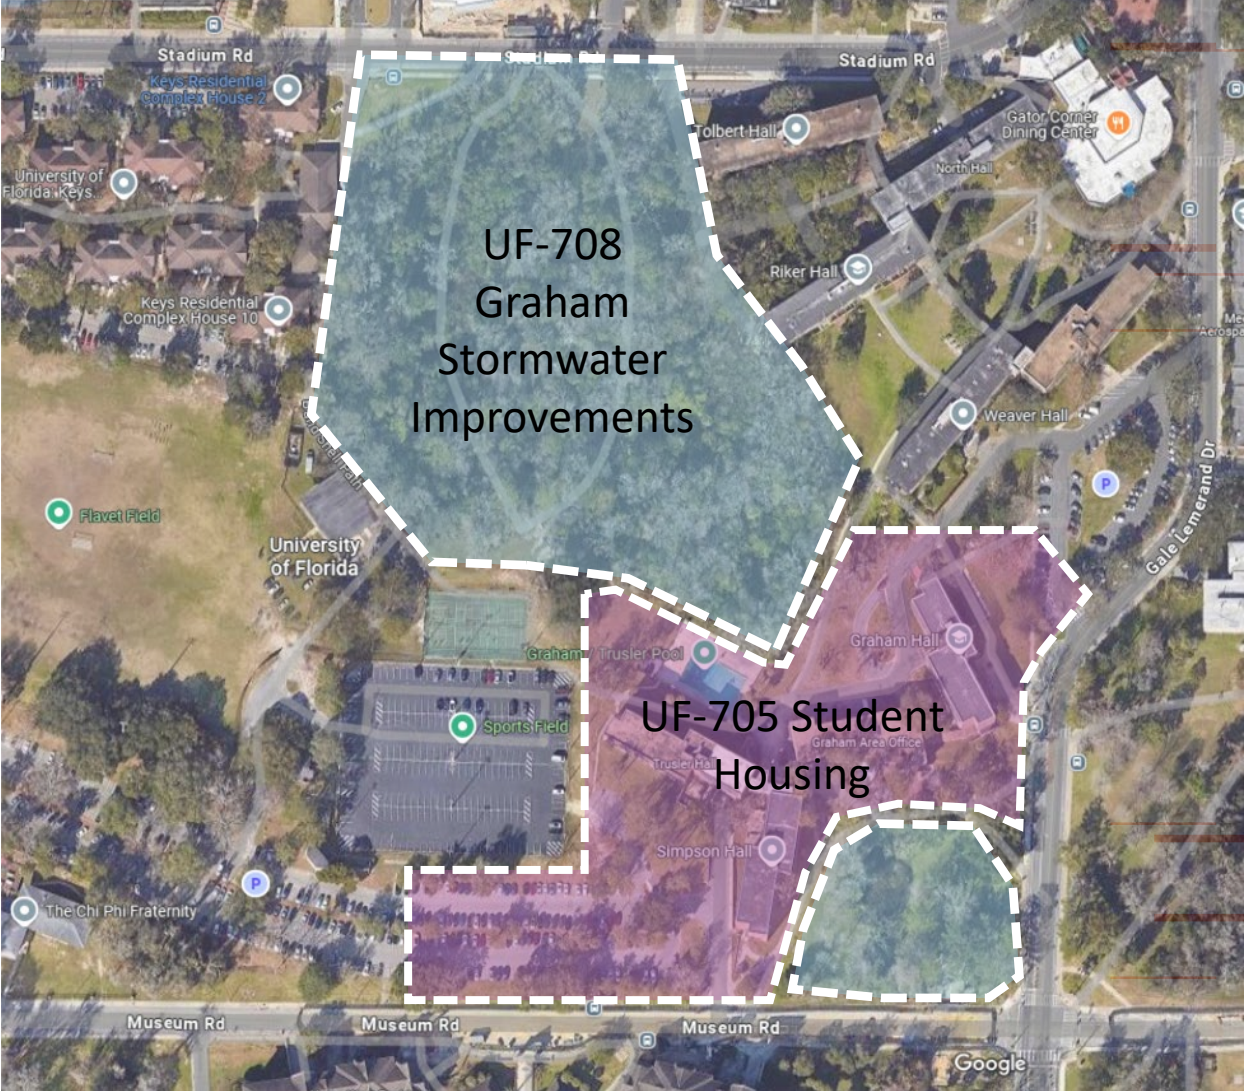 Stadium Rd
Stadium Rd
Stadium Rd
Keys Residential
Complex House 2
Gator Corner
Dining Center
Tolbert Hall
North Hall
University of
Florida, Keys
UF-708
Graham
Stormwater
Improvements
Riker Hall
Keys Residential
Complex House 10
Weaver Hall
P
Gale Lemerand Dr
Flavet Field
University
of Florida
Graham Hall
Graham / Trusler Pool
UF-705 Student
Housing
Sports Field
Graham Area Office
Trusler Hall
Simpson Hall
P
The Chi Phi Fraternity
Museum Rd
Museum Rd
Museum Rd
Google